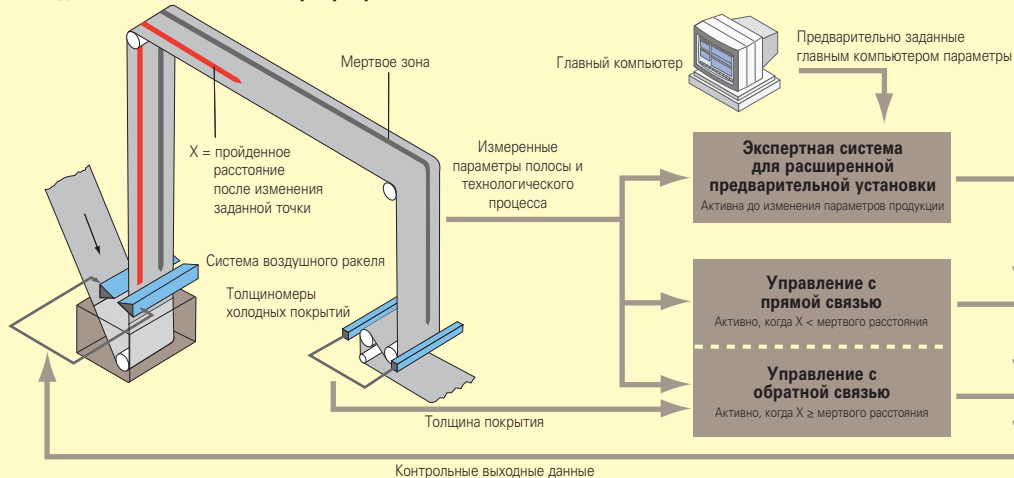 Мертвое зона
X = пройденное
расстояние
после изменения
заданной точки
Система воздушного ракеля
Толщиномеры
холодных покрытий
Измеренные
параметры полосы и
технологического
процесса
Главный компьютер
Предварительно заданные
главным компьютером параметры
Экспертная система
для расширенной
предварительной установки
Активна до изменения параметров продукции
Управление с
прямой связью
Активно, когда X < мертвого расстояния
Управление с
обратной связью
Активно, когда X ≥ мертвого расстояния
Толщина покрытия
Контрольные выходные данные